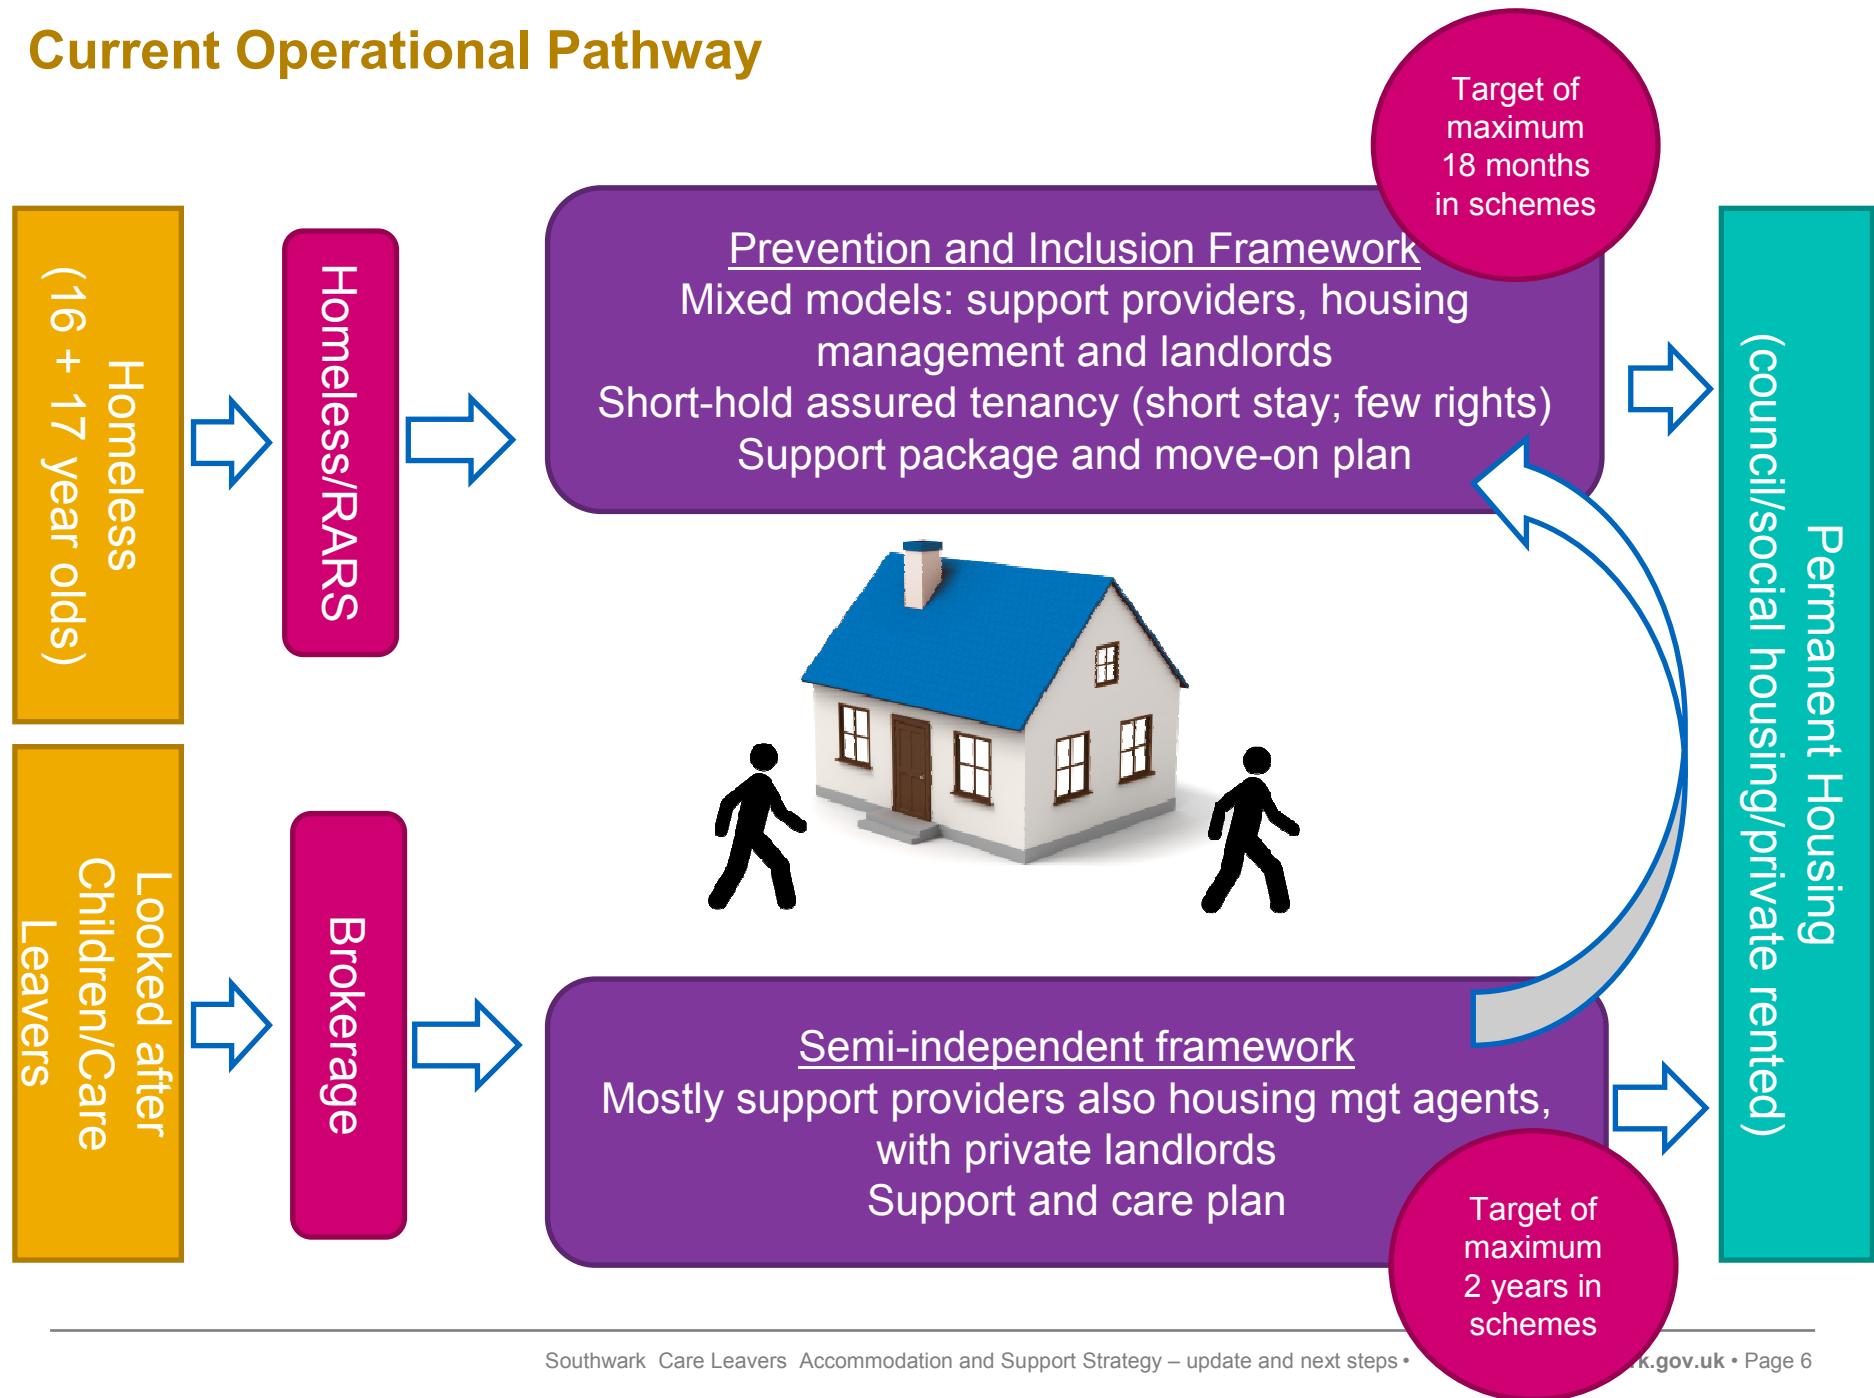 Current Operational Pathway
Target of
maximum
18 months
in schemes
Homeless
(16 + 17 year olds)
Homeless/RARS
Prevention and Inclusion Framework
Mixed models: support providers, housing
management and landlords
Short-hold assured tenancy (short stay; few rights)
Support package and move-on plan
Permanent Housing
(council/social housing/private rented)
Looked after
Children/Care
Leavers
Brokerage
Semi-independent framework
Mostly support providers also housing mgt agents,
with private landlords
Support and care plan
Target of
maximum
2 years in
schemes
Southwark Care Leavers Accommodation and Support Strategy – update and next steps • k.gov.uk • Page 6